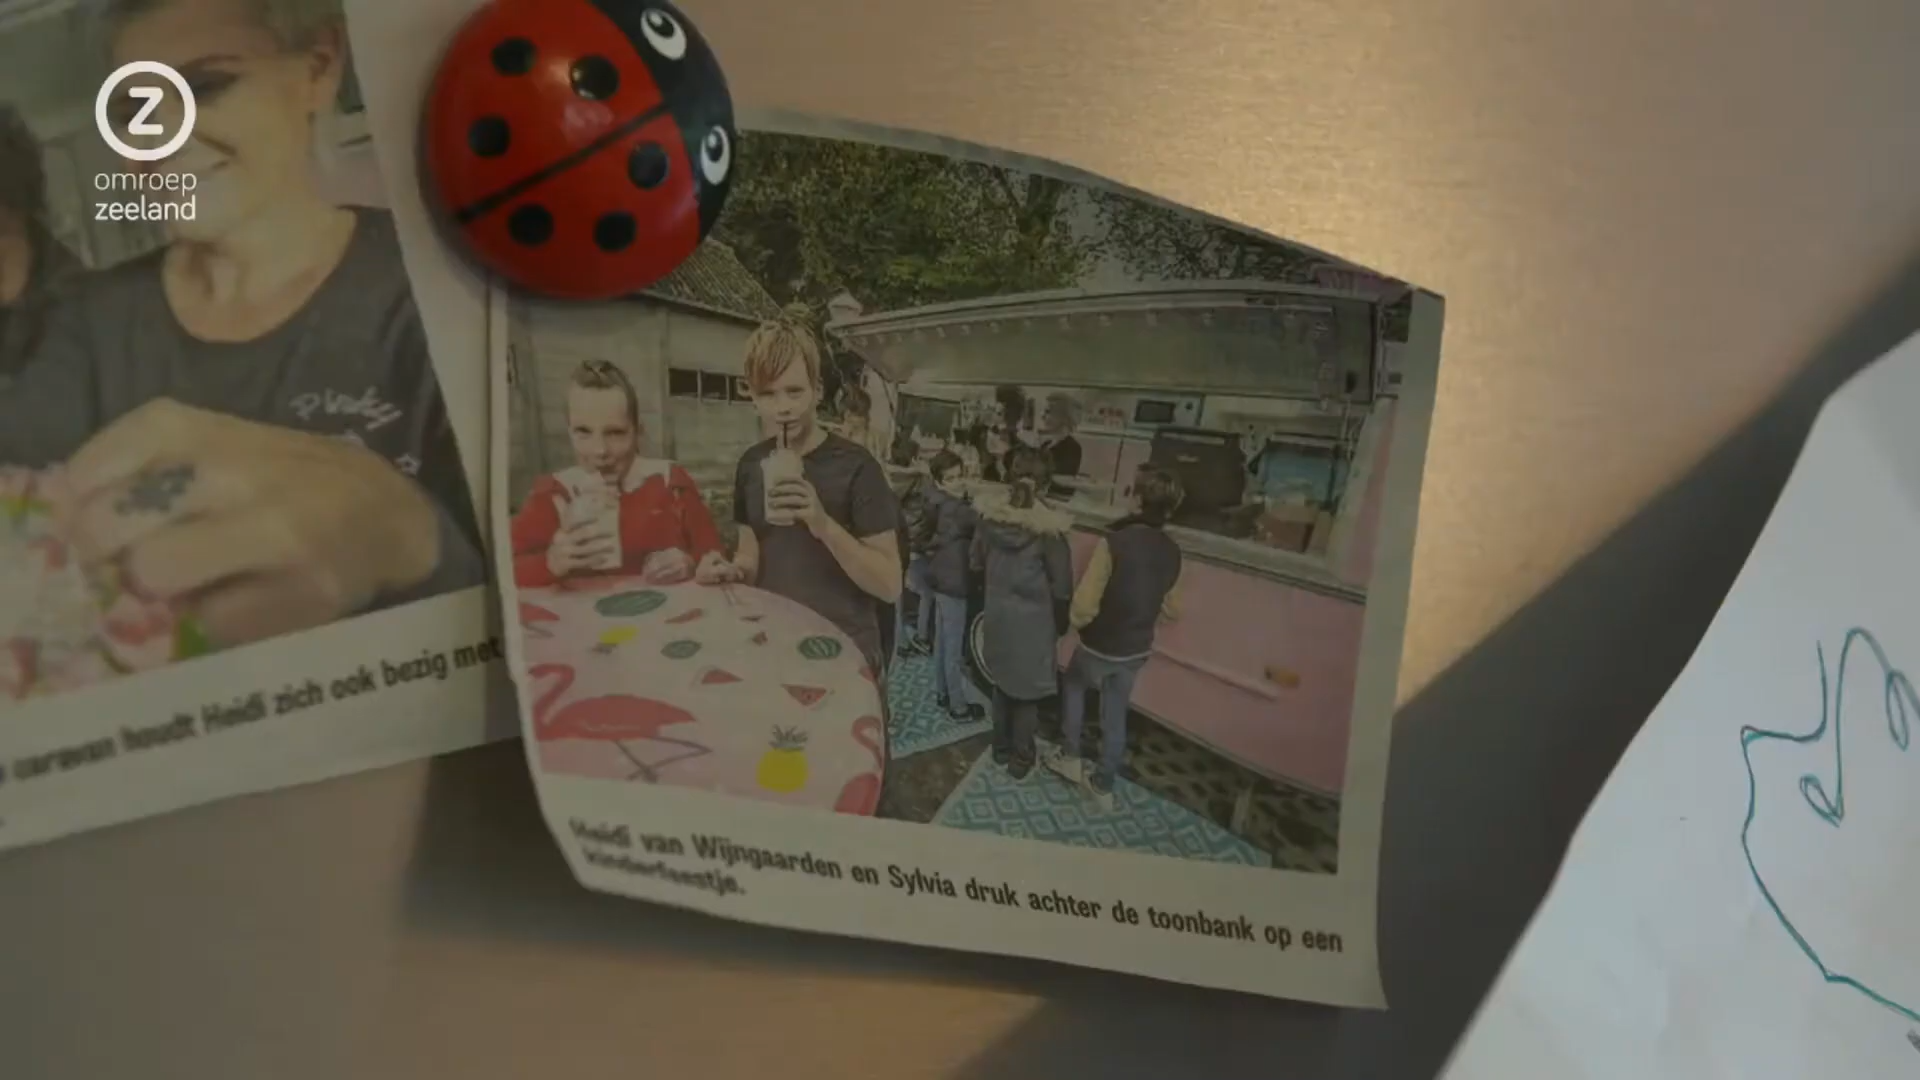 Z
omroep
zeeland
Pinky
caravan houdt Heidi zich ook bezig met
Heidi van Wijngaarden en Sylvia druk achter de toonbank op een
kinderfeestje.